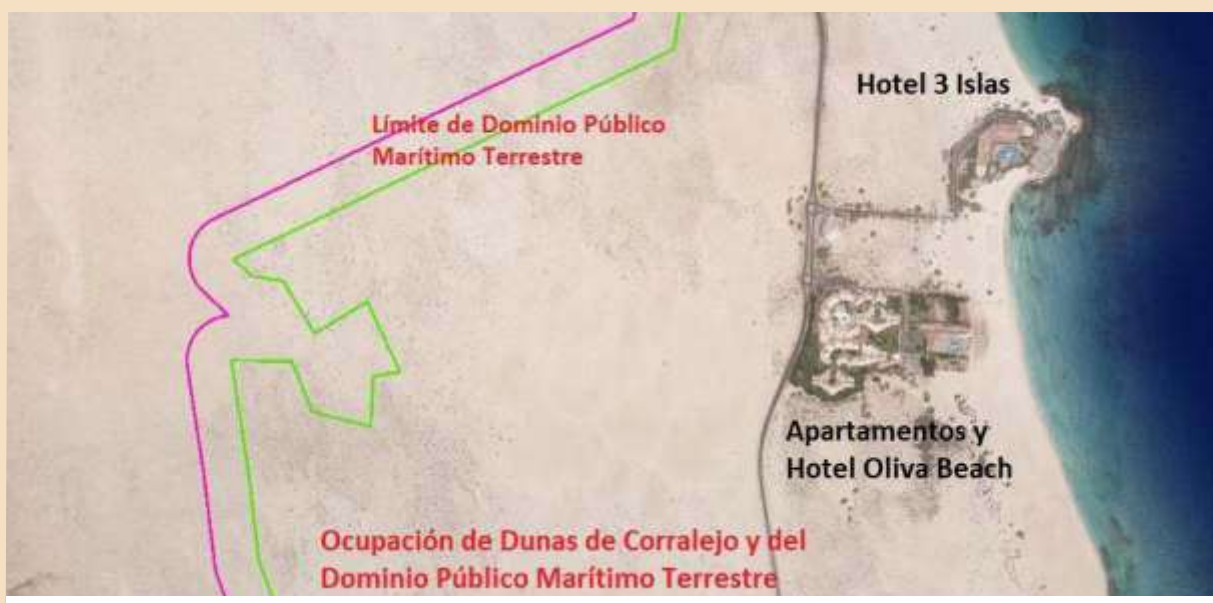 Hotel 3 Islas
Límite de Dominio Público
Marítimo Terrestre
Apartamentos y
Hotel Oliva Beach
Ocupación de Dunas de Corralejo y del
Dominio Público Marítimo Terrestre